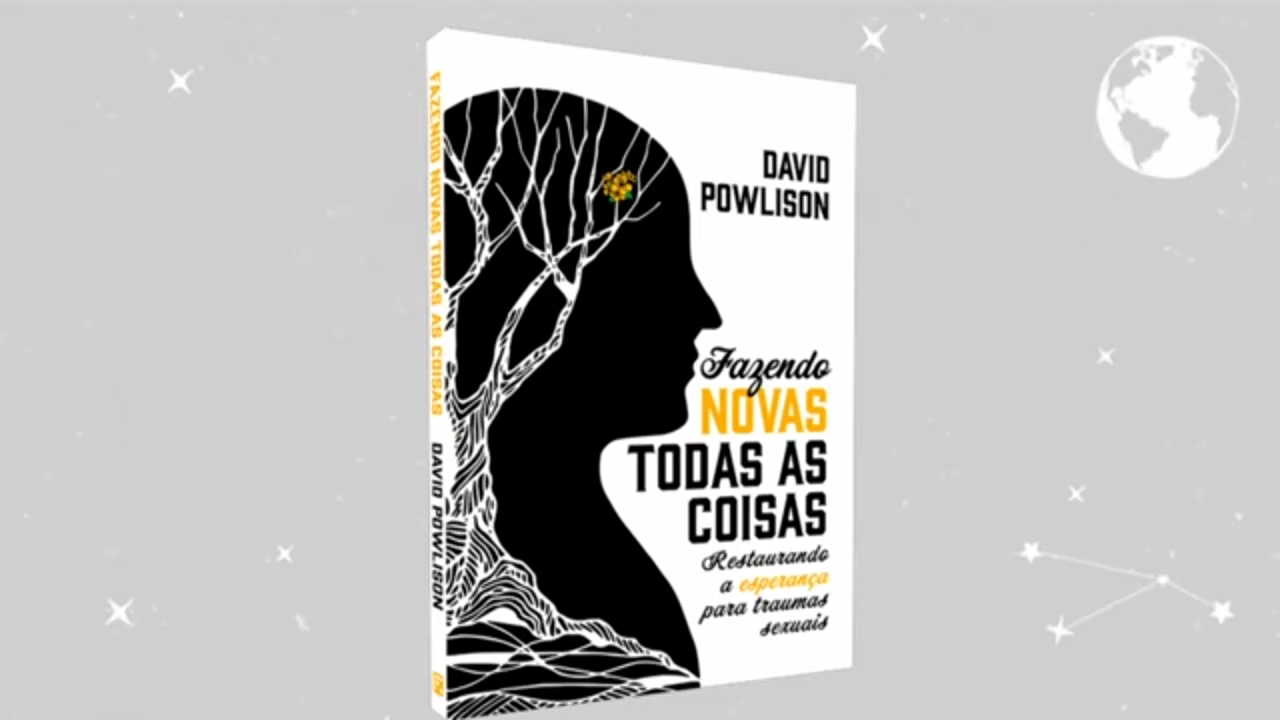 FAZENDO NOVAS TODAS AS COISAS DAVID POWLISON
DAVID
POWLISON
Fazendo
NOVAS
TODAS AS
COISAS
Restaurando
a esperança
para traumas
sexuais